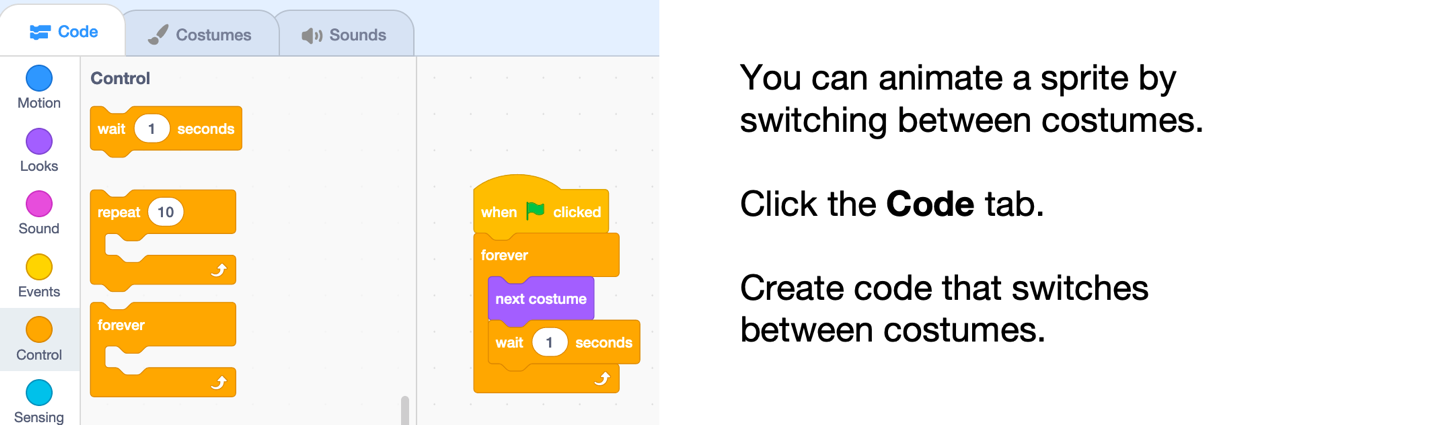 Code
Costumes
Sounds
Motion
Looks
Sound
Events
Control
Sensing
Control
wait 1 seconds
repeat 10
forever
when clicked
forever
next costume
wait 1 seconds
You can animate a sprite by
switching between costumes.
Click the Code tab.
Create code that switches
between costumes.